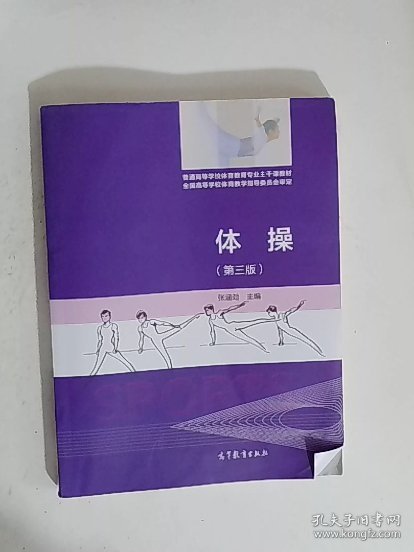 普通高等学校体育教育专业主干课教材
全国高等学校体育教学指导委员会审定
体 操
(第三版)
张涵劲 主编
高等教育出版社
孔夫子旧书网
www.kongfz.com